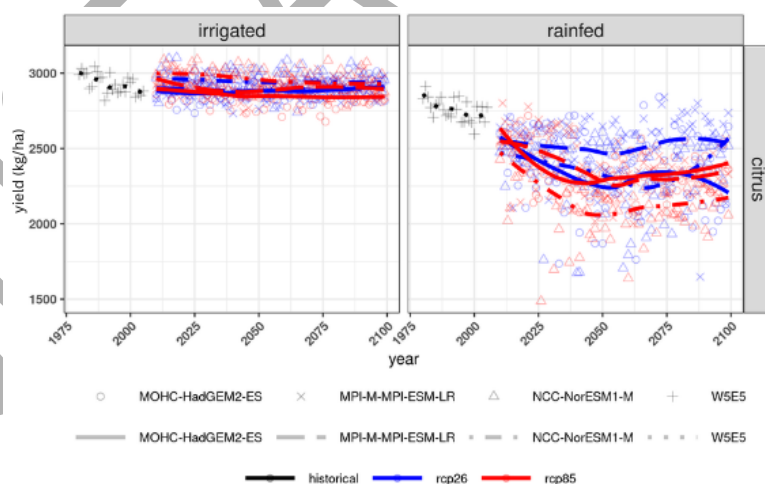 irrigated rainfed
3000
2500
2000
1500
yield (kg/ha)
citrus
1975 2000 2025 2050 2075 2100 1975 2000 2025 2050 2075 2100
year
MOHC-HadGEM2-ES MPI-M-MPI-ESM-LR NCC-NorESM1-M W5E5
MOHC-HadGEM2-ES MPI-M-MPI-ESM-LR NCC-NorESM1-M W5E5
historical rcp26 rcp85